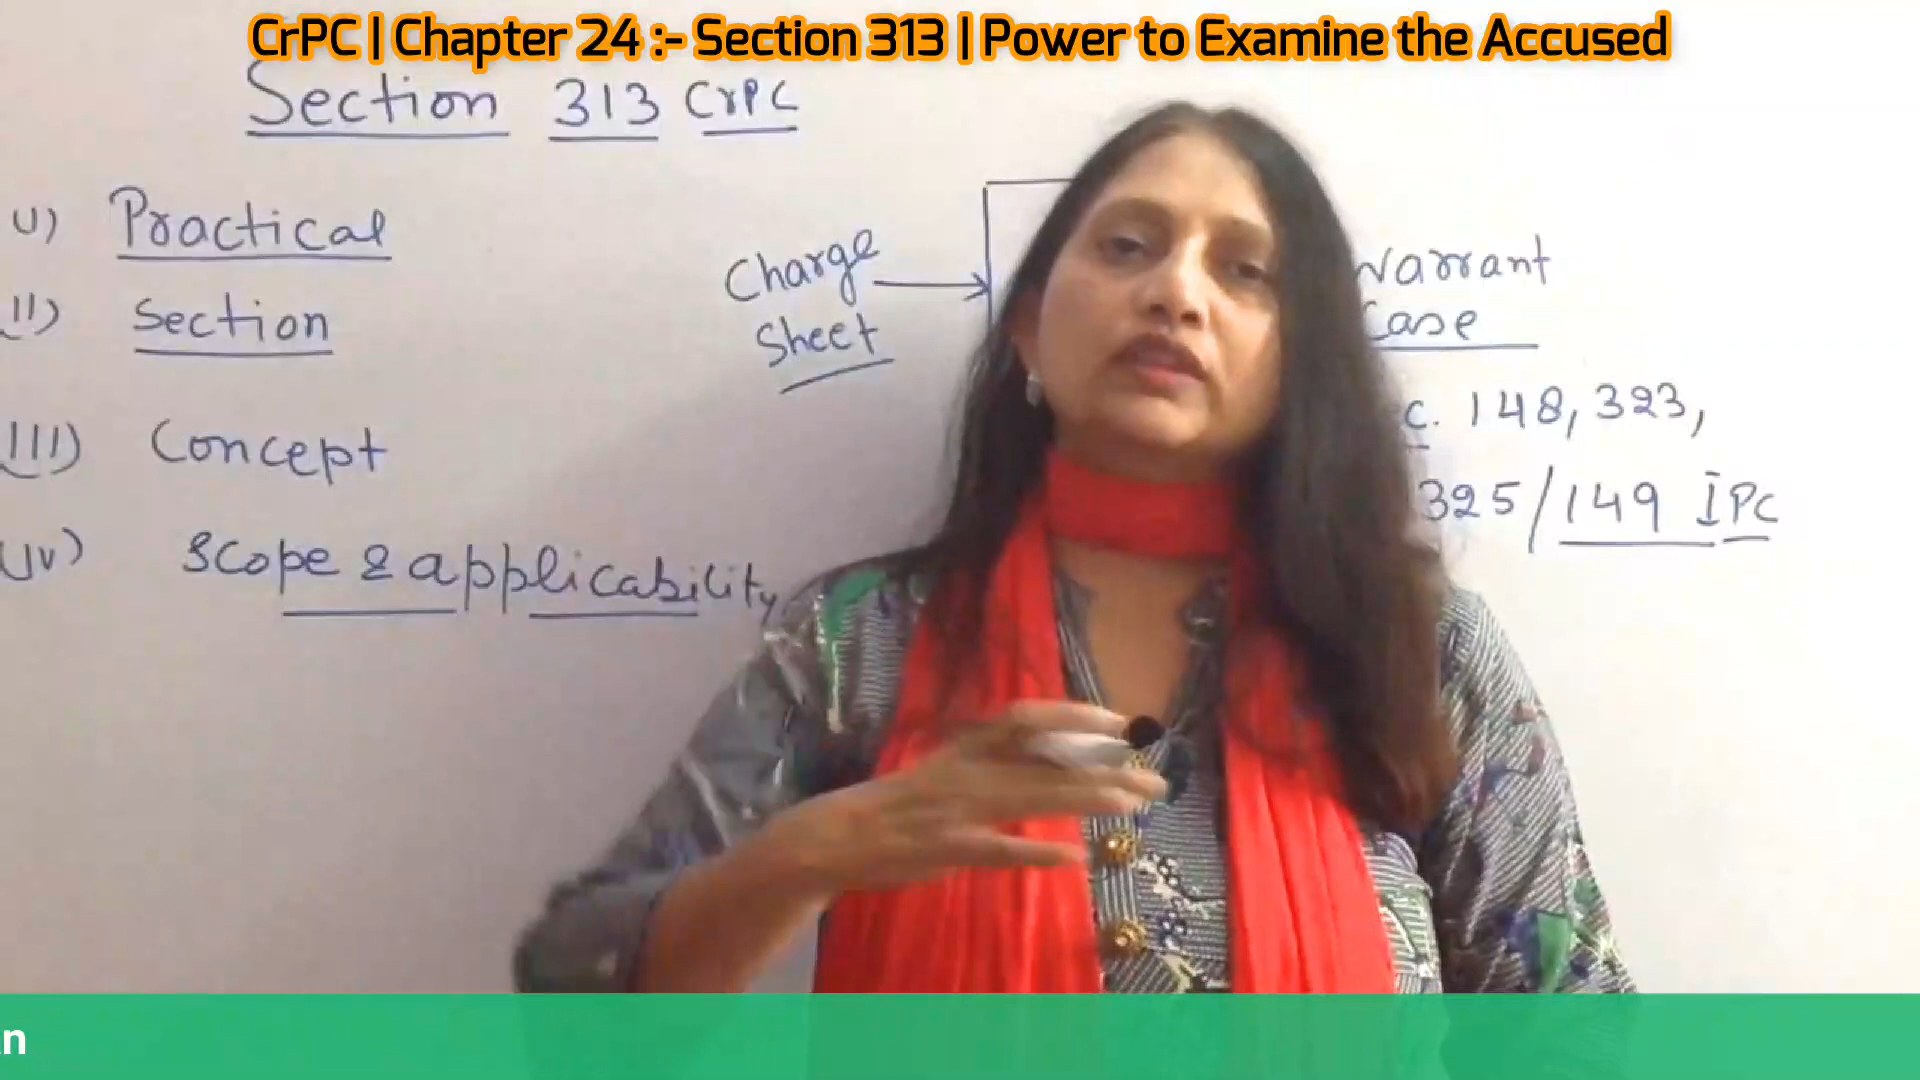 CrPC | Chapter 24 :- Section 313 | Power to Examine the Accused
Section 313 CrPC
Practical
II) Section
III) Concept
IV) Scope & applicability
Charge
Sheet
Warrant
Case
c. 148, 323,
325/149 IPC